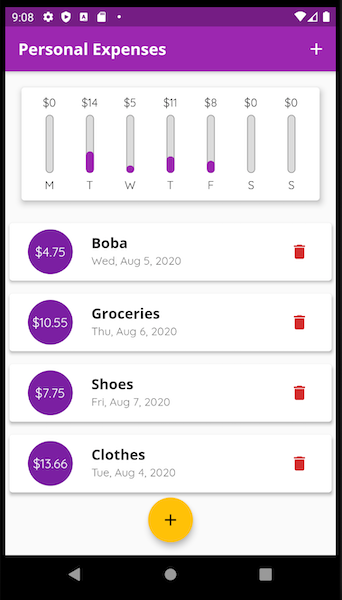 9:08
Personal Expenses
$0 $14 $5 $11 $8 $0 $0
M T W T F S S
$4.75
Boba
Wed, Aug 5, 2020
$10.55
Groceries
Thu, Aug 6, 2020
$7.75
Shoes
Fri, Aug 7, 2020
$13.66
Clothes
Tue, Aug 4, 2020